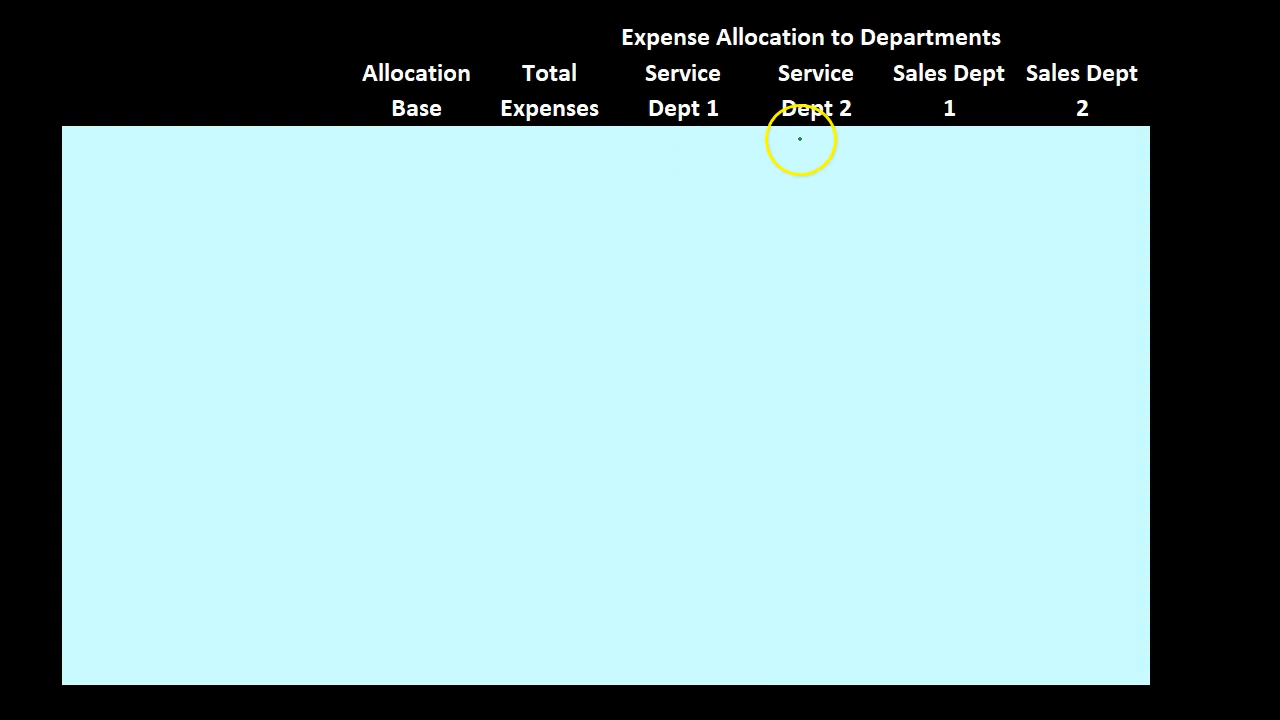 Expense Allocation to Departments
Allocation Total Service Service Sales Dept Sales Dept
Base Expenses Dept 1 Dept 2 1 2